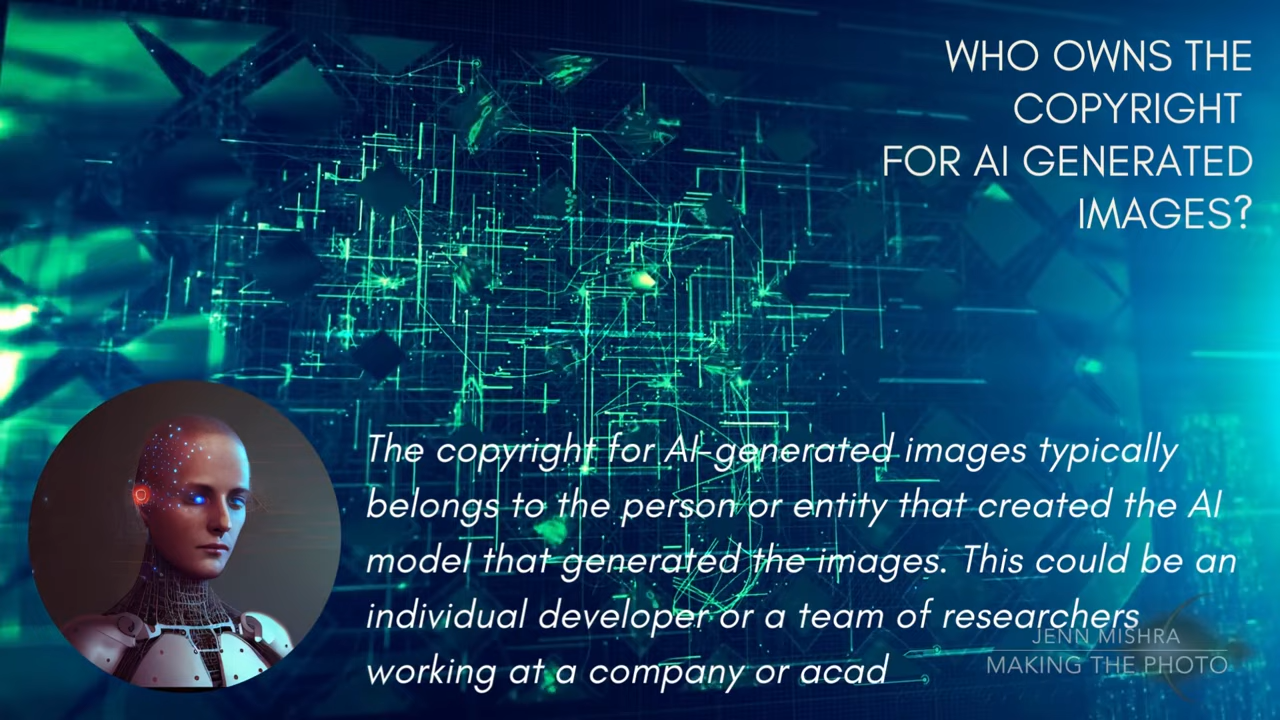 WHO OWNS THE
COPYRIGHT
FOR AI GENERATED
IMAGES?
The copyright for AI-generated images typically
belongs to the person or entity that created the AI
model that generated the images. This could be an
individual developer or a team of researchers
working at a company or acad
JENN MISHRA
MAKING THE PHOTO